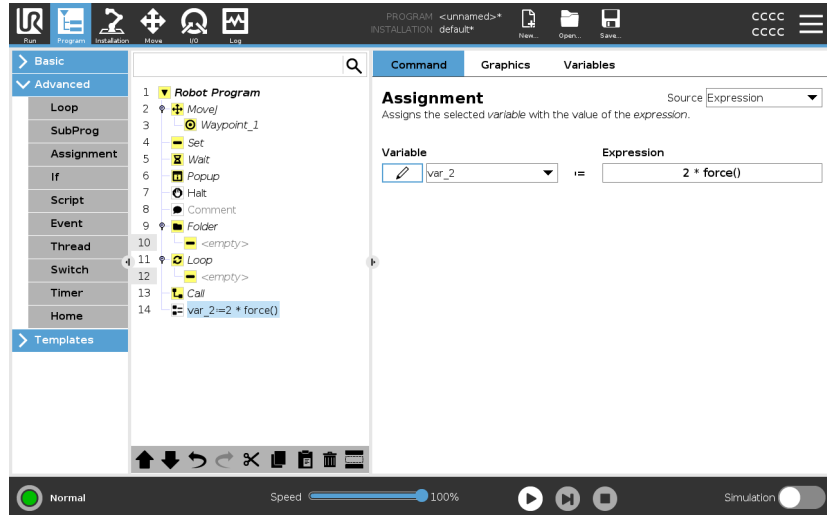 UR
Run
Program
Installation
Move
I/O
Log
PROGRAM <unnamed>*
INSTALLATION default*
New...
Open...
Save...
CCCC
CCCC
Basic
Advanced
Loop
SubProg
Assignment
If
Script
Event
Thread
Switch
Timer
Home
Templates
1 Robot Program
2 MoveJ
3 Waypoint_1
4 Set
5 Wait
6 Popup
7 Halt
8 Comment
9 Folder
10 <empty>
11 Loop
12 <empty>
13 Call
14 var_2:=2 * force()
Command Graphics Variables
Assignment
Source Expression
Assigns the selected variable with the value of the expression.
Variable Expression
var_2 := 2 * force()
Normal
Speed 100%
Simulation